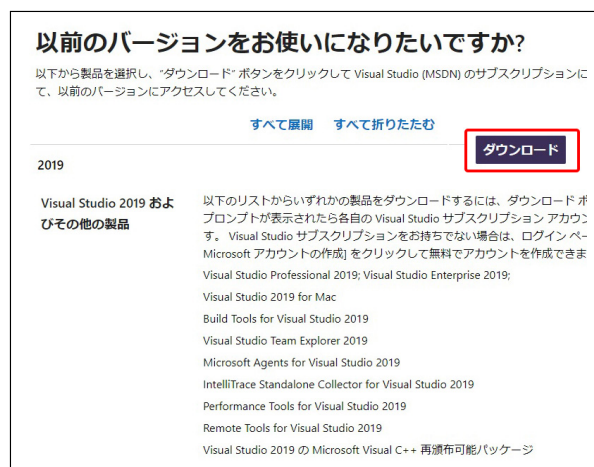 以前のバージョンをお使いになりたいですか?
以下から製品を選択し、"ダウンロード" ボタンをクリックして Visual Studio (MSDN) のサブスクリプションに
て、以前のバージョンにアクセスしてください。
すべて展開 すべて折りたたむ
ダウンロード
2019
Visual Studio 2019 およ
びその他の製品
以下のリストからいずれかの製品をダウンロードするには、ダウンロード ボ
プロンプトが表示されたら各自の Visual Studio サブスクリプション アカウン
す。 Visual Studio サブスクリプションをお持ちでない場合は、ログイン ペー
Microsoft アカウントの作成] をクリックして無料でアカウントを作成できま
Visual Studio Professional 2019; Visual Studio Enterprise 2019;
Visual Studio 2019 for Mac
Build Tools for Visual Studio 2019
Visual Studio Team Explorer 2019
Microsoft Agents for Visual Studio 2019
IntelliTrace Standalone Collector for Visual Studio 2019
Performance Tools for Visual Studio 2019
Remote Tools for Visual Studio 2019
Visual Studio 2019 の Microsoft Visual C++ 再頒布可能パッケージ